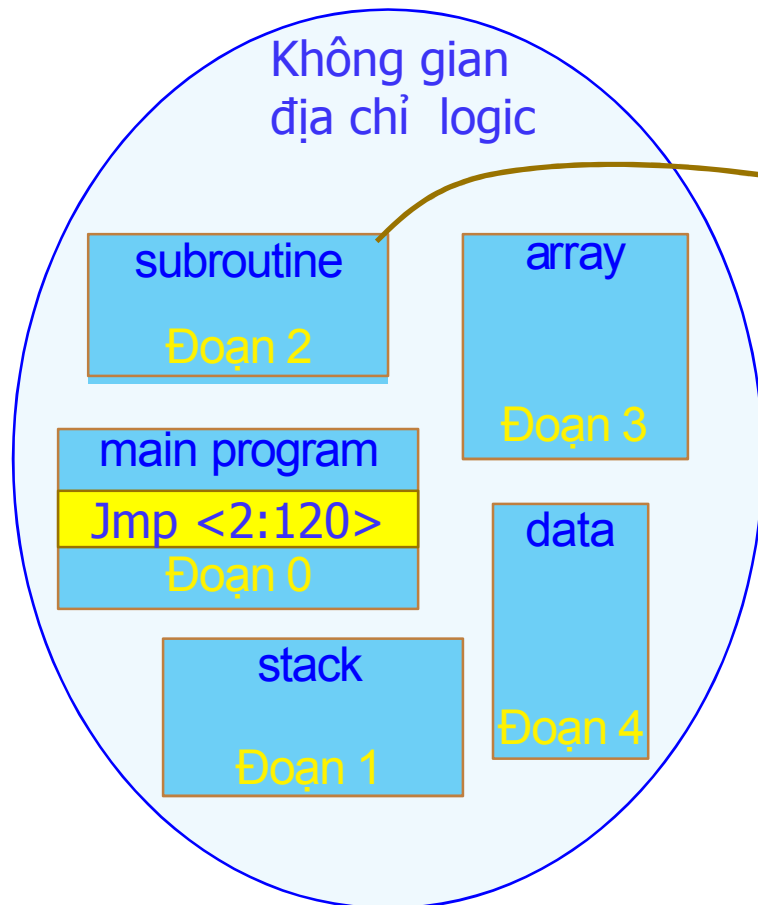 Không gian
địa chỉ logic
subroutine
Đoạn 2
array
Đoạn 3
main program
Jmp <2:120>
Đoạn 0
data
Đoạn 4
stack
Đoạn 1